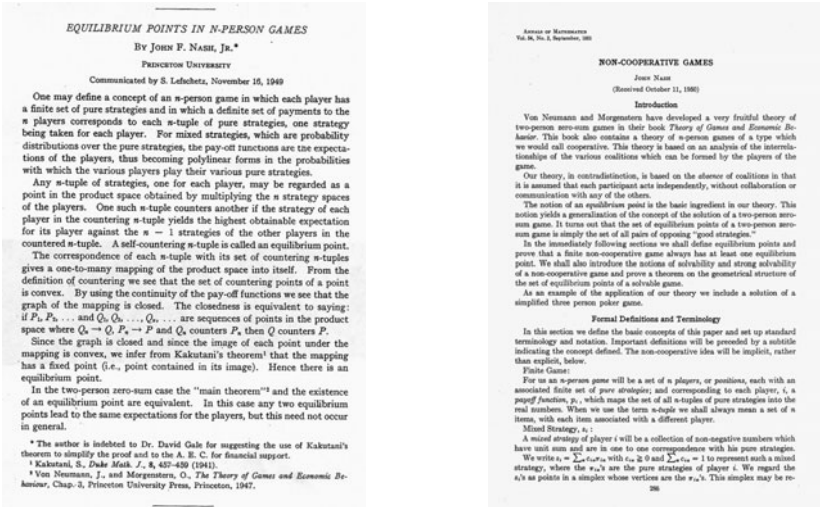 EQUILIBRIUM POINTS IN N-PERSON GAMES
BY JOHN F. NASH, JR.*
PRINCETON UNIVERSITY
Communicated by S. Lefschetz, November 16, 1949
One may define a concept of an n-person game in which each player has
a finite set of pure strategies and in which a definite set of payments to the
n players corresponds to each n-tuple of pure strategies, one strategy
being taken for each player. For mixed strategies, which are probability
distributions over the pure strategies, the pay-off functions are the expecta-
tions of the players, thus becoming polylinear forms in the probabilities
with which the various players play their various pure strategies.
Any n-tuple of strategies, one for each player, may be regarded as a
point in the product space obtained by multiplying the n strategy spaces
of the players. One such n-tuple counters another if the strategy of each
player in the countering n-tuple yields the highest obtainable expectation
for its player against the n − 1 strategies of the other players in the
countered n-tuple. A self-countering n-tuple is called an equilibrium point.
The correspondence of each n-tuple with its set of countering n-tuples
gives a one-to-many mapping of the product space into itself. From the
definition of countering we see that the set of countering points of a point
is convex. By using the continuity of the pay-off functions we see that the
graph of the mapping is closed. The closedness is equivalent to saying:
if P₁, P₂, ... and Q₁, Q₂, ..., Qₙ, ... are sequences of points in the product
space where Qₙ → Q, Pₙ → P and Qₙ counters Pₙ then Q counters P.
Since the graph is closed and since the image of each point under the
mapping is convex, we infer from Kakutani's theorem¹ that the mapping
has a fixed point (i.e., point contained in its image). Hence there is an
equilibrium point.
In the two-person zero-sum case the "main theorem"² and the existence
of an equilibrium point are equivalent. In this case any two equilibrium
points lead to the same expectations for the players, but this need not occur
in general.
* The author is indebted to Dr. David Gale for suggesting the use of Kakutani's
theorem to simplify the proof and to the A. E. C. for financial support.
¹ Kakutani, S., Duke Math. J., 8, 457-459 (1941).
² Von Neumann, J., and Morgenstern, O., The Theory of Games and Economic Be-
haviour, Chap. 3, Princeton University Press, Princeton, 1947.
ANNALS OF MATHEMATICS
Vol. 54, No. 2, September, 1951
NON-COOPERATIVE GAMES
JOHN NASH
(Received October 11, 1950)
Introduction
Von Neumann and Morgenstern have developed a very fruitful theory of
two-person zero-sum games in their book Theory of Games and Economic Be-
havior. This book also contains a theory of n-person games of a type which
we would call cooperative. This theory is based on an analysis of the interrela-
tionships of the various coalitions which can be formed by the players of the
game.
Our theory, in contradistinction, is based on the absence of coalitions in that
it is assumed that each participant acts independently, without collaboration or
communication with any of the others.
The notion of an equilibrium point is the basic ingredient in our theory. This
notion yields a generalization of the concept of the solution of a two-person zero-
sum game. It turns out that the set of equilibrium points of a two-person zero-
sum game is simply the set of all pairs of opposing "good strategies."
In the immediately following sections we shall define equilibrium points and
prove that a finite non-cooperative game always has at least one equilibrium
point. We shall also introduce the notions of solvability and strong solvability
of a non-cooperative game and prove a theorem on the geometrical structure of
the set of equilibrium points of a solvable game.
As an example of the application of our theory we include a solution of a
simplified three person poker game.
Formal Definitions and Terminology
In this section we define the basic concepts of this paper and set up standard
terminology and notation. Important definitions will be preceded by a subtitle
indicating the concept defined. The non-cooperative idea will be implicit, rather
than explicit, below.
Finite Game:
For us an n-person game will be a set of n players, or positions, each with an
associated finite set of pure strategies; and corresponding to each player, i, a
payoff function, pᵢ, which maps the set of all n-tuples of pure strategies into the
real numbers. When we use the term n-tuple we shall always mean a set of n
items, with each item associated with a different player.
Mixed Strategy, sᵢ:
A mixed strategy of player i will be a collection of non-negative numbers which
have unit sum and are in one to one correspondence with his pure strategies.
We write sᵢ = ∑ₐ cᵢₐπᵢₐ with cᵢₐ ≧ 0 and ∑ₐ cᵢₐ = 1 to represent such a mixed
strategy, where the πᵢₐ's are the pure strategies of player i. We regard the
sᵢ's as points in a simplex whose vertices are the πᵢₐ's. This simplex may be re-
286